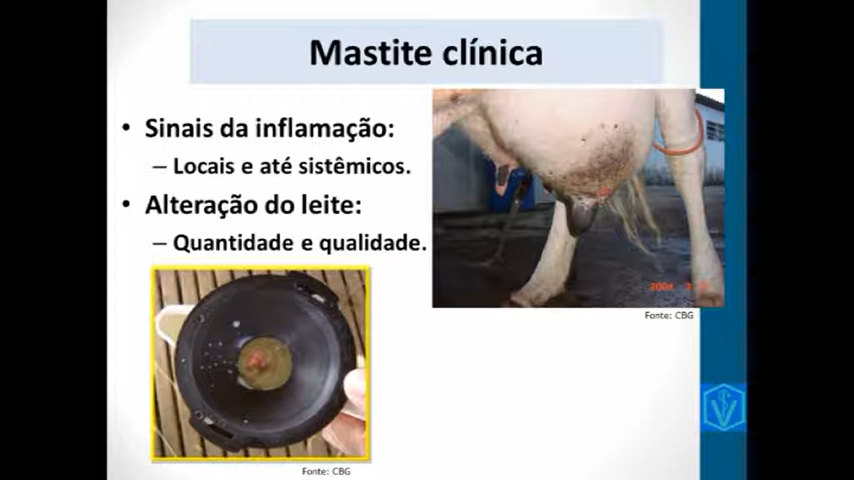 Mastite clínica
• Sinais da inflamação:
– Locais e até sistêmicos.
• Alteração do leite:
– Quantidade e qualidade.
2004
Fonte: CBG
Fonte: CBG